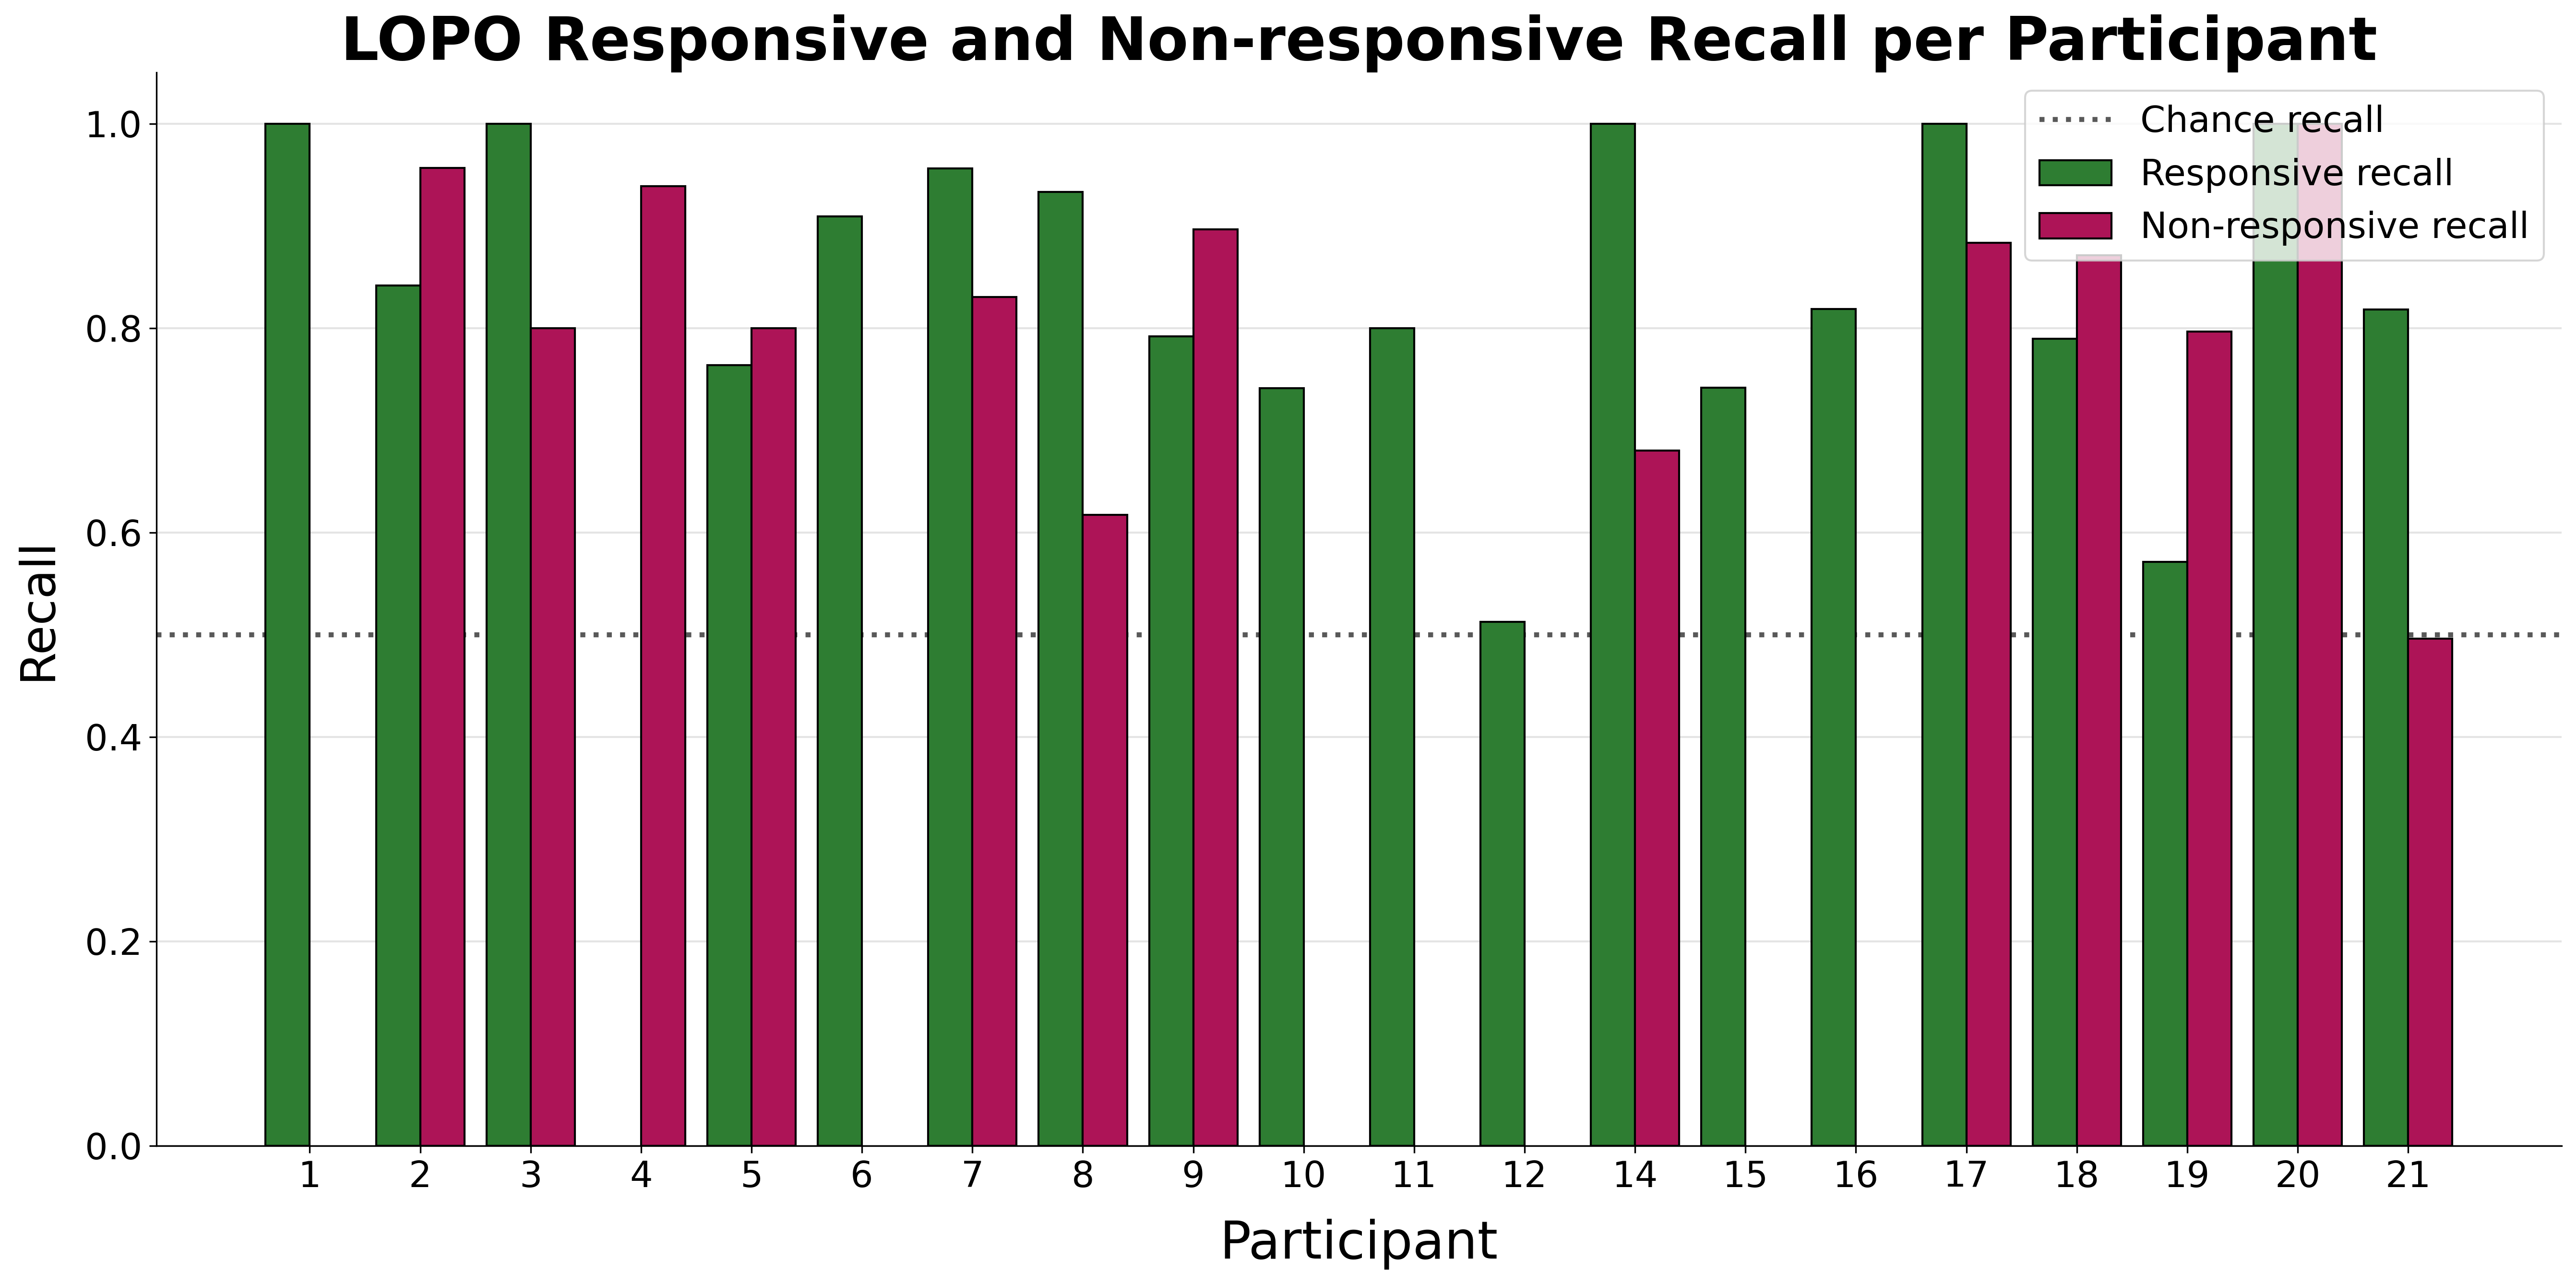 LOPO Responsive and Non-responsive Recall per Participant
Chance recall
Responsive recall
Non-responsive recall
1.0
0.8
0.6
0.4
0.2
0.0
Recall
1 2 3 4 5 6 7 8 9 10 11 12 14 15 16 17 18 19 20 21
Participant